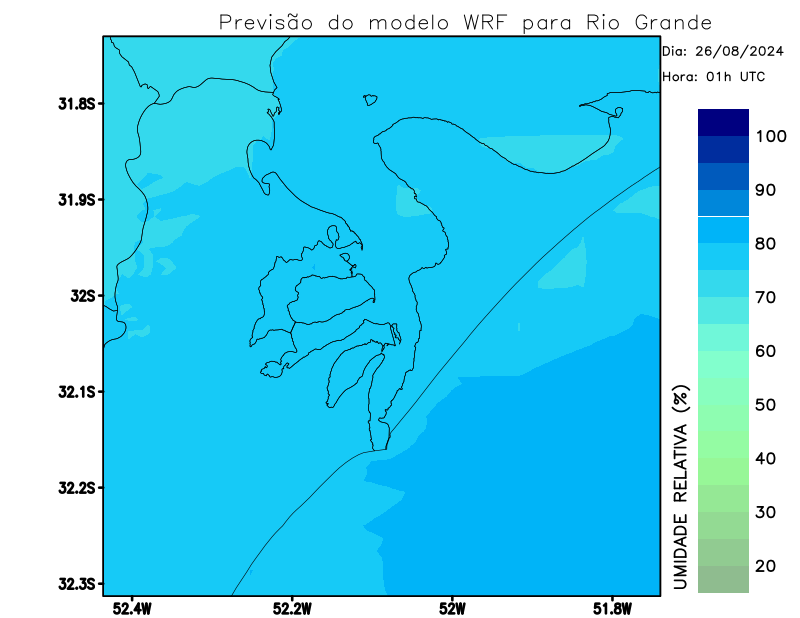 Previsão do modelo WRF para Rio Grande
Dia: 26/08/2024
Hora: 01h UTC
31.8S
31.9S
32S
32.1S
32.2S
32.3S
52.4W
52.2W
52W
51.8W
100
90
80
70
60
50
40
30
20
UMIDADE RELATIVA (%)